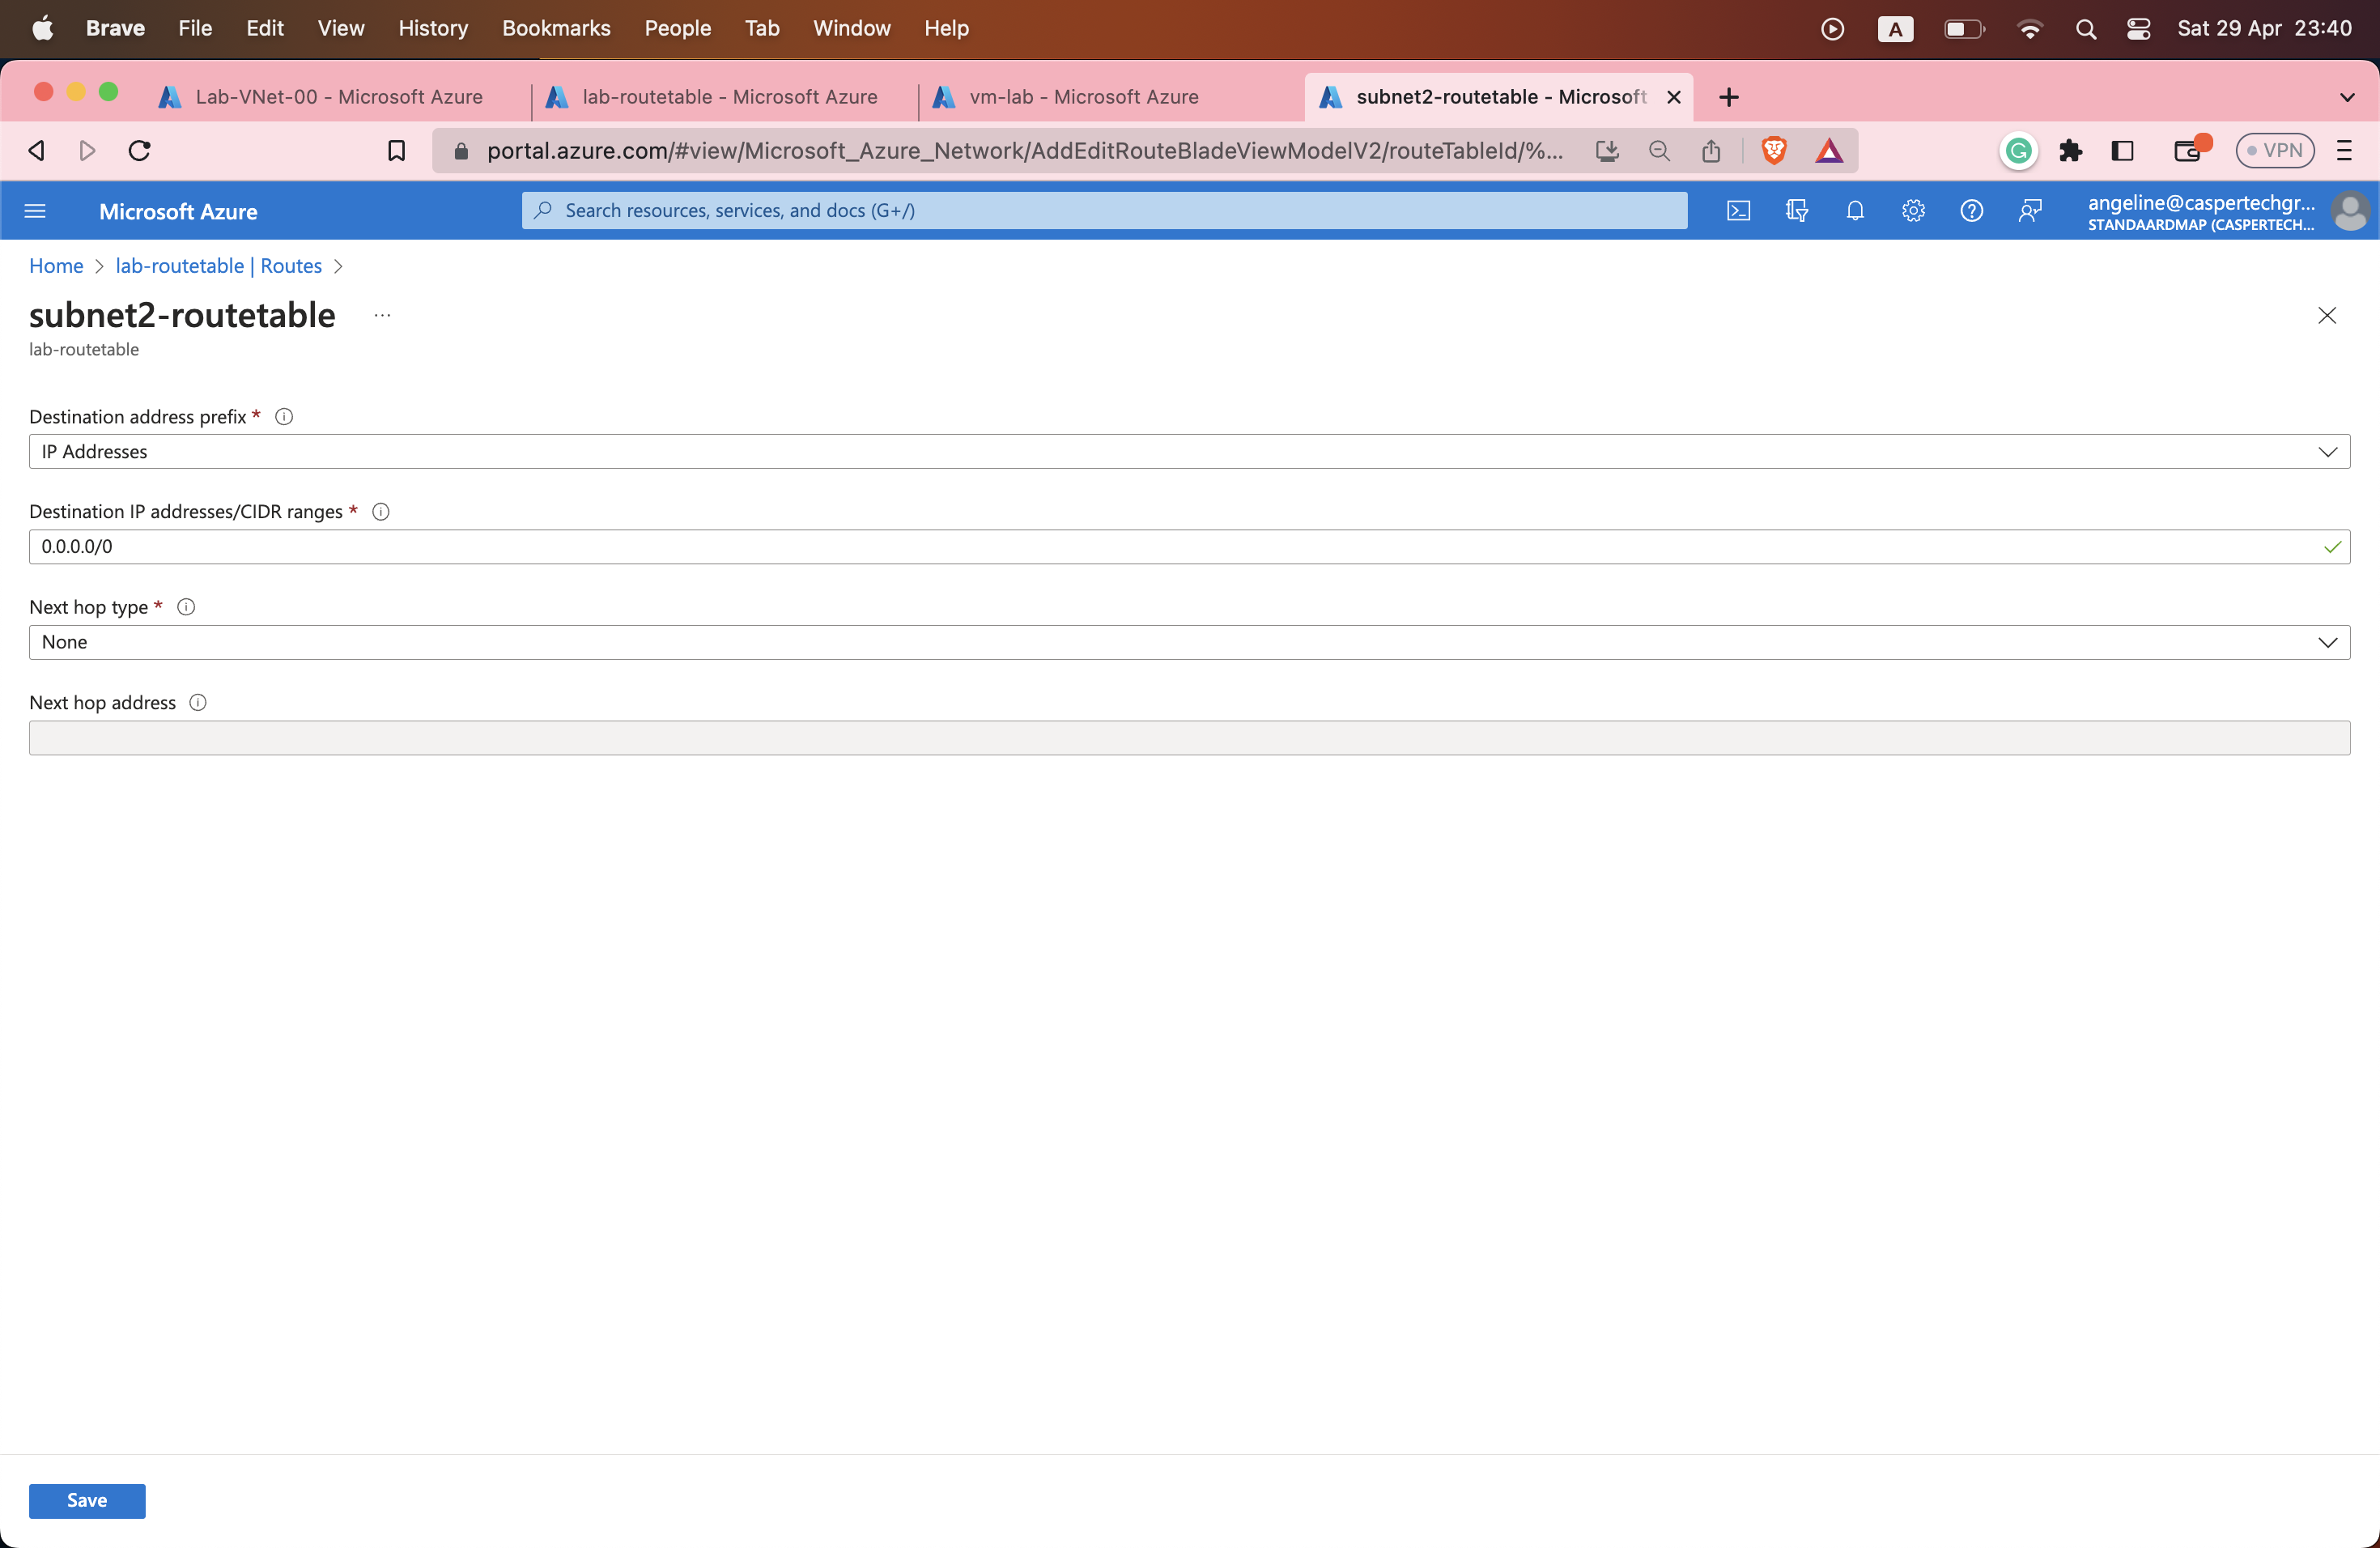 Brave File Edit View History Bookmarks People Tab Window Help A Sat 29 Apr 23:40
Lab-VNet-00 - Microsoft Azure lab-routetable - Microsoft Azure vm-lab - Microsoft Azure subnet2-routetable - Microsoft
portal.azure.com/#view/Microsoft_Azure_Network/AddEditRouteBladeViewModelV2/routeTableId/%... VPN
Microsoft Azure Search resources, services, and docs (G+/) angeline@caspertechgr...
STANDAARDMAP (CASPERTECH...
Home > lab-routetable | Routes >
subnet2-routetable ...
lab-routetable
Destination address prefix *
IP Addresses
Destination IP addresses/CIDR ranges *
0.0.0.0/0
Next hop type *
None
Next hop address
Save